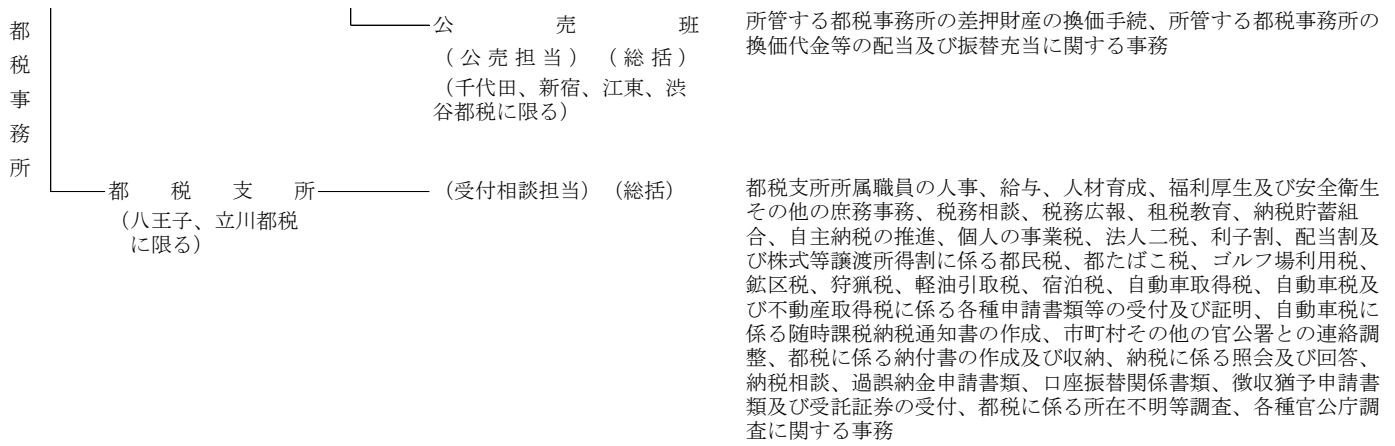 都税事務所
公売班
（公売担当）（総括）
（千代田、新宿、江東、渋
谷都税に限る）
所管する都税事務所の差押財産の換価手続、所管する都税事務所の
換価代金等の配当及び振替充当に関する事務
都税支所
（八王子、立川都税
に限る）
（受付相談担当）（総括）
都税支所所属職員の人事、給与、人材育成、福利厚生及び安全衛生
その他の庶務事務、税務相談、税務広報、租税教育、納税貯蓄組
合、自主納税の推進、個人の事業税、法人二税、利子割、配当割及
び株式等譲渡所得割に係る都民税、都たばこ税、ゴルフ場利用税、
鉱区税、狩猟税、軽油引取税、宿泊税、自動車取得税、自動車税及
び不動産取得税に係る各種申請書類等の受付及び証明、自動車税に
係る随時課税納税通知書の作成、市町村その他の官公署との連絡調
整、都税に係る納付書の作成及び収納、納税に係る照会及び回答、
納税相談、過誤納金申請書類、口座振替関係書類、徴収猶予申請書
類及び受託証券の受付、都税に係る所在不明等調査、各種官公庁調
査に関する事務